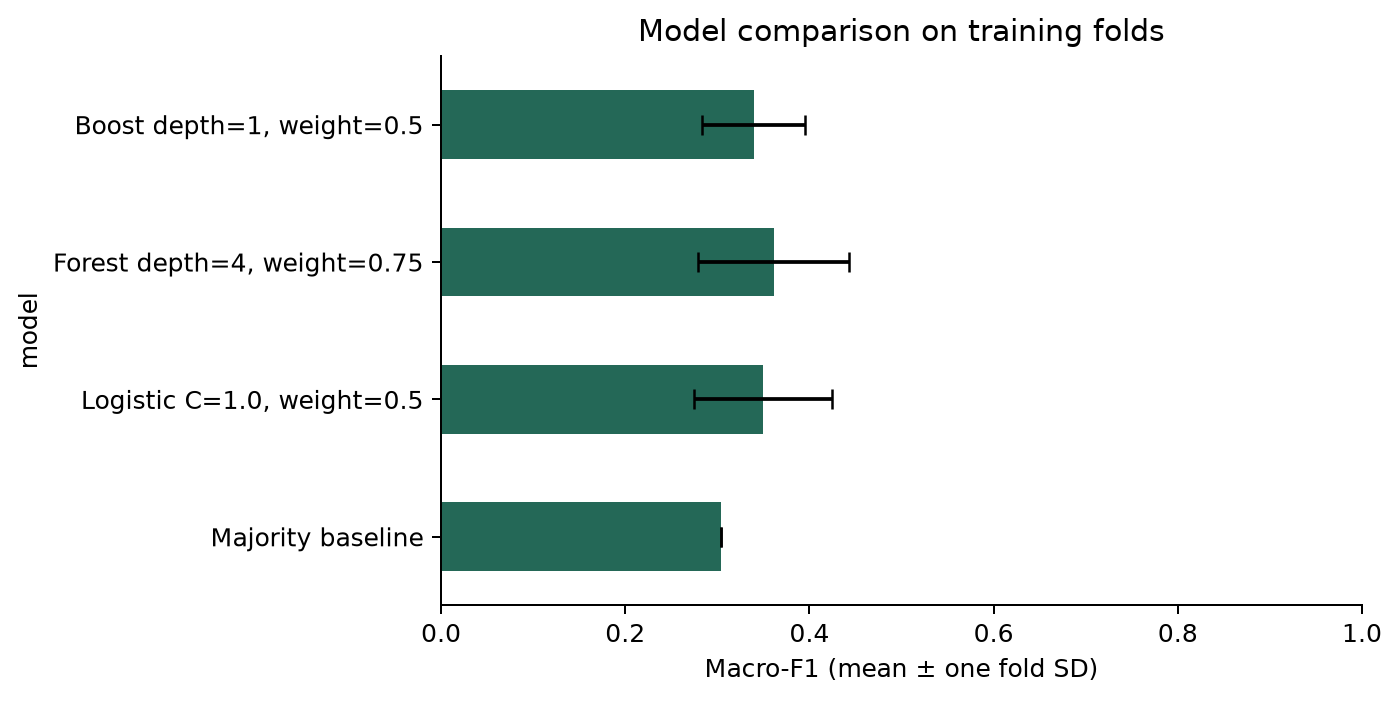 Model comparison on training folds
Boost depth=1, weight=0.5
Forest depth=4, weight=0.75
Logistic C=1.0, weight=0.5
Majority baseline
model
0.0 0.2 0.4 0.6 0.8 1.0
Macro-F1 (mean ± one fold SD)